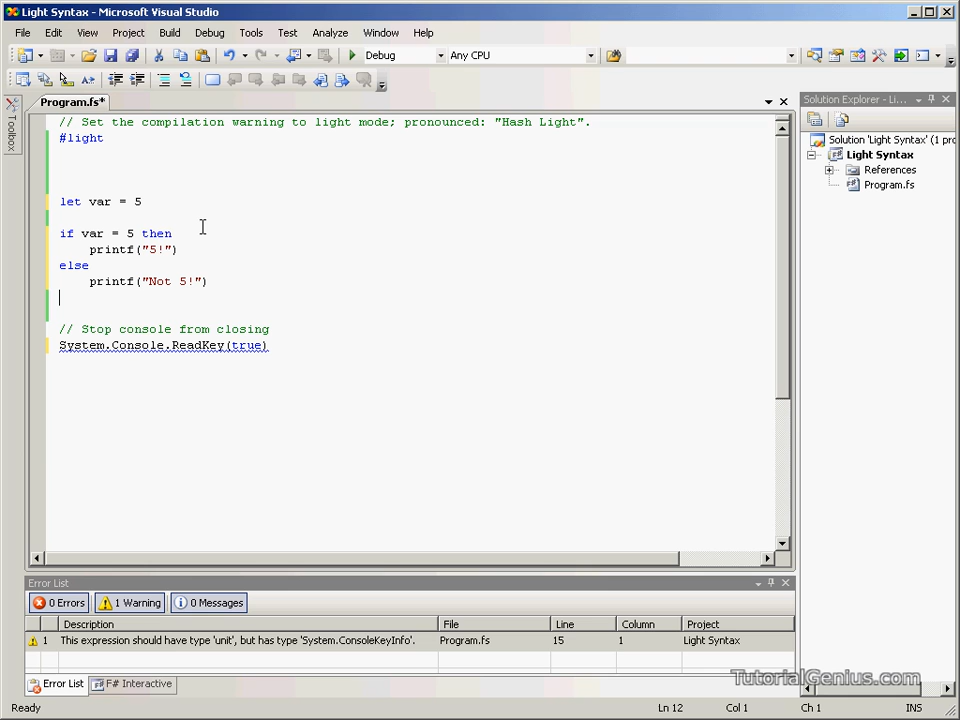 Light Syntax - Microsoft Visual Studio
File Edit View Project Build Debug Tools Test Analyze Window Help
Debug Any CPU
Program.fs*
Solution Explorer - Li...
Toolbox
// Set the compilation warning to light mode; pronounced: "Hash Light".
#light
let var = 5
if var = 5 then
printf("5!")
else
printf("Not 5!")
// Stop console from closing
System.Console.ReadKey(true)
Solution 'Light Syntax' (1 pro
Light Syntax
References
Program.fs
Error List
0 Errors 1 Warning 0 Messages
Description File Line Column Project
1 This expression should have type 'unit', but has type 'System.ConsoleKeyInfo'. Program.fs 15 1 Light Syntax
TutorialGenius.com
Error List F# Interactive
Ready Ln 12 Col 1 Ch 1 INS